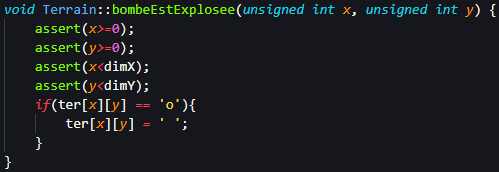 void Terrain::bombeEstExplosee(unsigned int x, unsigned int y) {
    assert(x>=0);
    assert(y>=0);
    assert(x<dimX);
    assert(y<dimY);
    if(ter[x][y] == 'o'){
        ter[x][y] = ' ';
    }
}